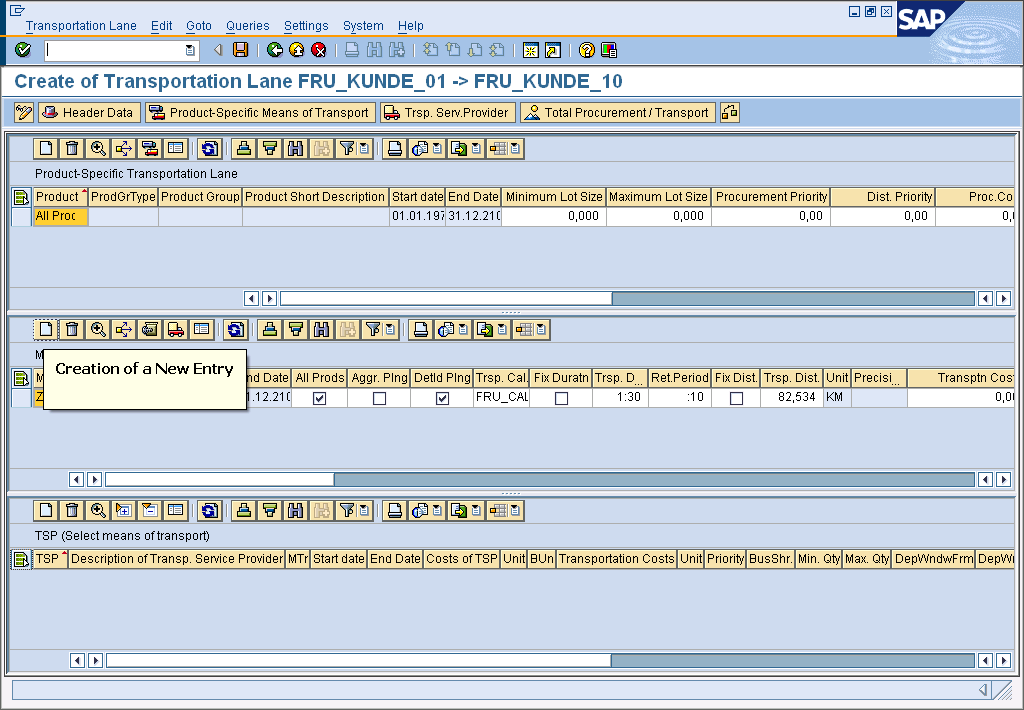 Transportation Lane Edit Goto Queries Settings System Help
SAP
Create of Transportation Lane FRU_KUNDE_01 -> FRU_KUNDE_10
Header Data Product-Specific Means of Transport Trsp. Serv.Provider Total Procurement / Transport
Product-Specific Transportation Lane
Product ProdGrType Product Group Product Short Description Start date End Date Minimum Lot Size Maximum Lot Size Procurement Priority Dist. Priority Proc.Co
All Proc 01.01.197 31.12.210 0,000 0,000 0,00 0,00 0,
M
Creation of a New Entry
M nd Date All Prods Aggr. Plng Detld Plng Trsp. Cal. Fix Duratn Trsp. D... Ret.Period Fix Dist. Trsp. Dist. Unit Precisi... Transptn Cos
Z 1.12.210 FRU_CAL 1:30 :10 82,534 KM 0,0
TSP (Select means of transport)
TSP Description of Transp. Service Provider MTr Start date End Date Costs of TSP Unit BUn Transportation Costs Unit Priority BusShr. Min. Qty Max. Qty DepWndwFrm DepWn